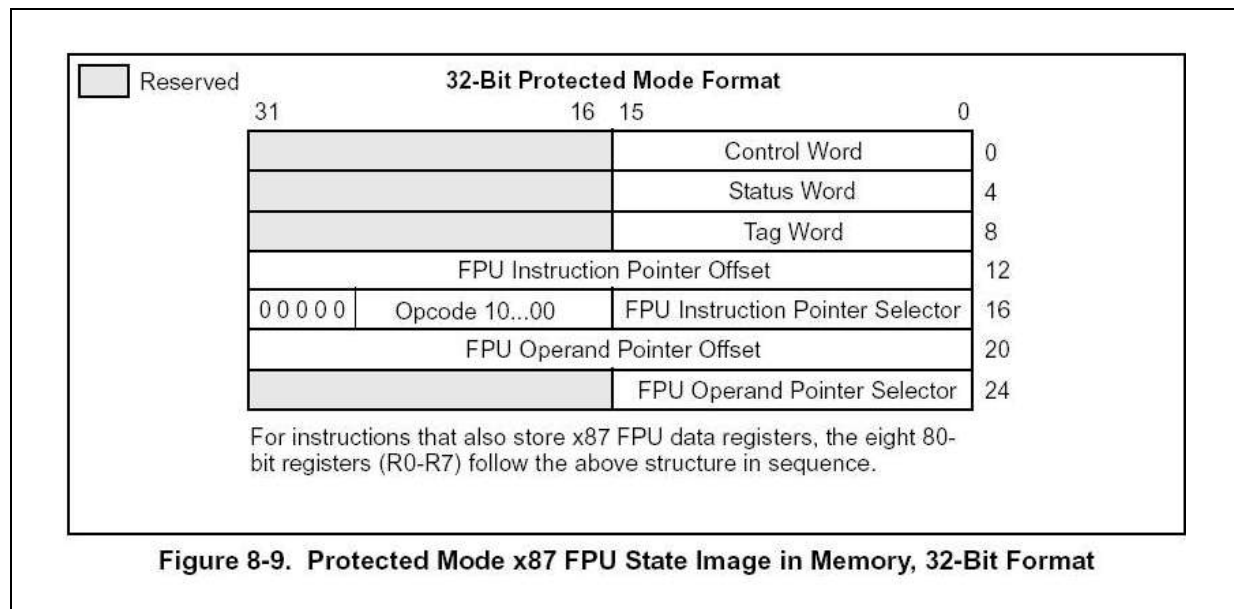 Reserved 32-Bit Protected Mode Format
31 16 15 0
Control Word 0
Status Word 4
Tag Word 8
FPU Instruction Pointer Offset 12
0 0 0 0 0 Opcode 10...00 FPU Instruction Pointer Selector 16
FPU Operand Pointer Offset 20
FPU Operand Pointer Selector 24
For instructions that also store x87 FPU data registers, the eight 80-
bit registers (R0-R7) follow the above structure in sequence.
Figure 8-9. Protected Mode x87 FPU State Image in Memory, 32-Bit Format